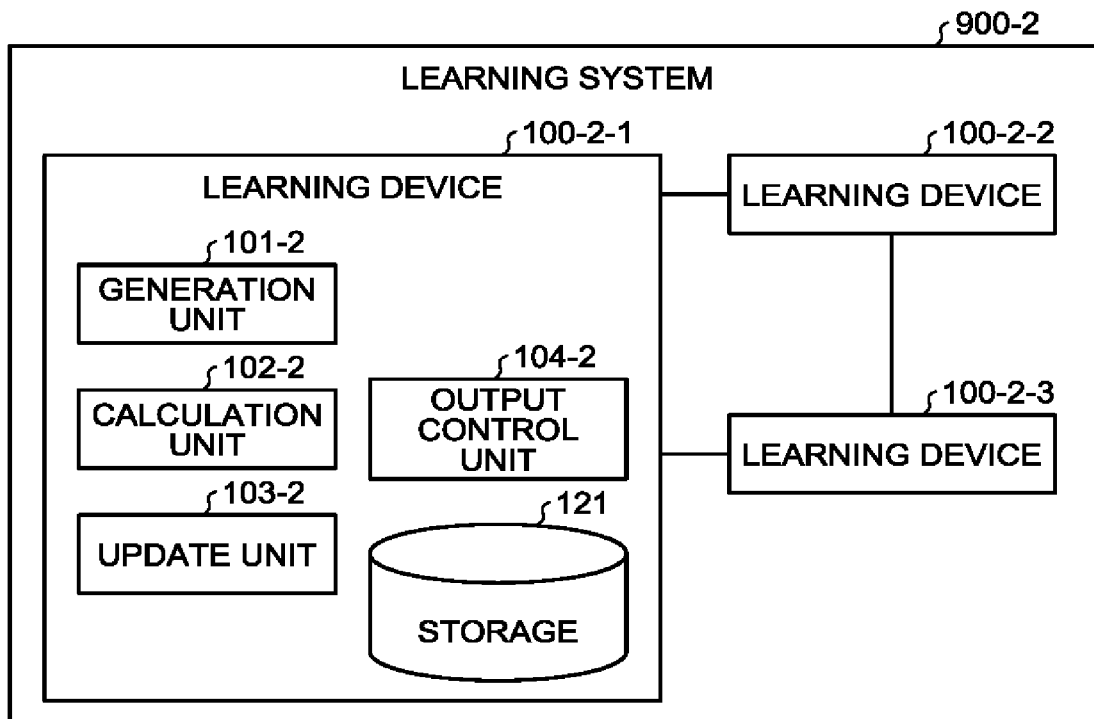 900-2
LEARNING SYSTEM
100-2-1
LEARNING DEVICE
101-2
GENERATION
UNIT
102-2
CALCULATION
UNIT
103-2
UPDATE UNIT
104-2
OUTPUT
CONTROL
UNIT
121
STORAGE
100-2-2
LEARNING DEVICE
100-2-3
LEARNING DEVICE